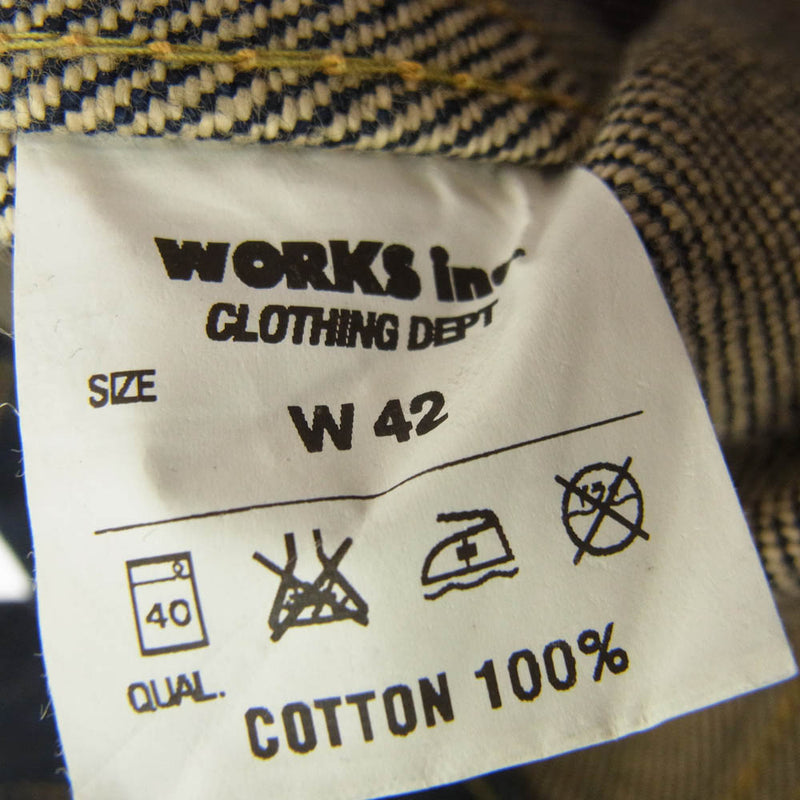 WORKS inc
CLOTHING DEPT
SIZE
W 42
40
QUAL.
COTTON 100%